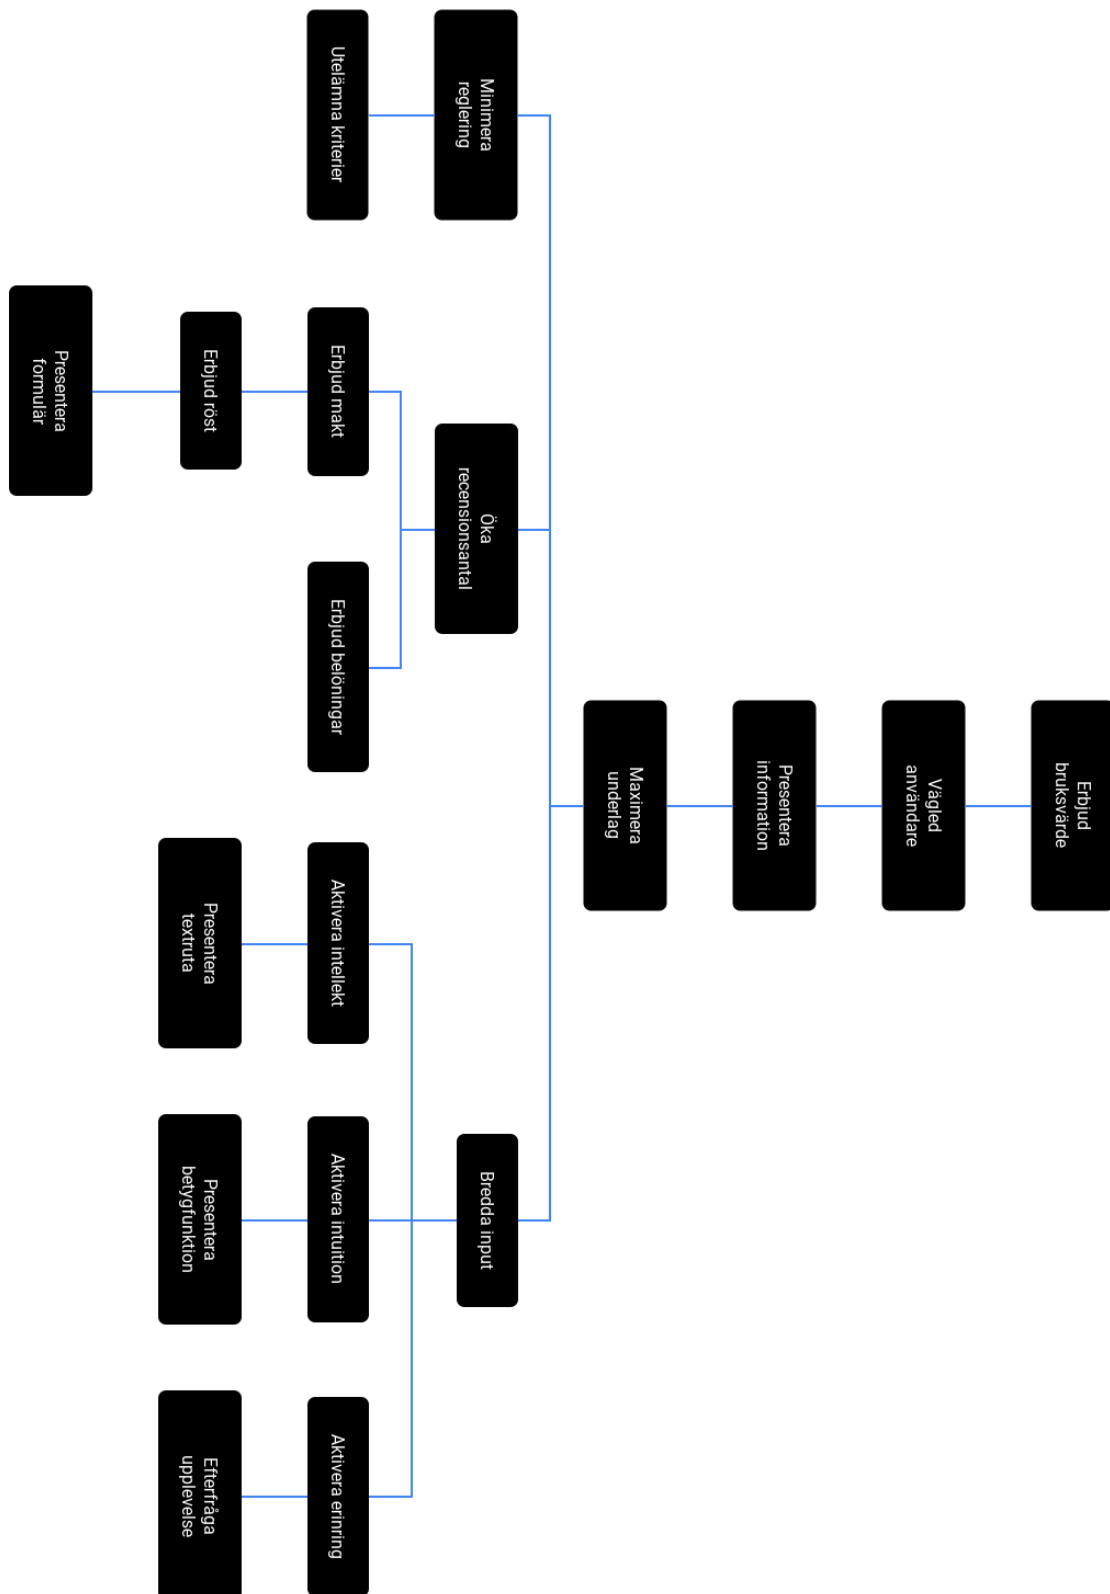 Erbjud
bruksvärde
Vägled
användare
Presentera
information
Maximera
underlag
Minimera
reglering
Öka
recensionsantal
Bredda input
Utelämna kriterier
Erbjud makt
Erbjud belöningar
Aktivera intellekt
Aktivera intuition
Aktivera erinring
Erbjud röst
Presentera
textruta
Presentera
betygfunktion
Efterfråga
upplevelse
Presentera
formulär